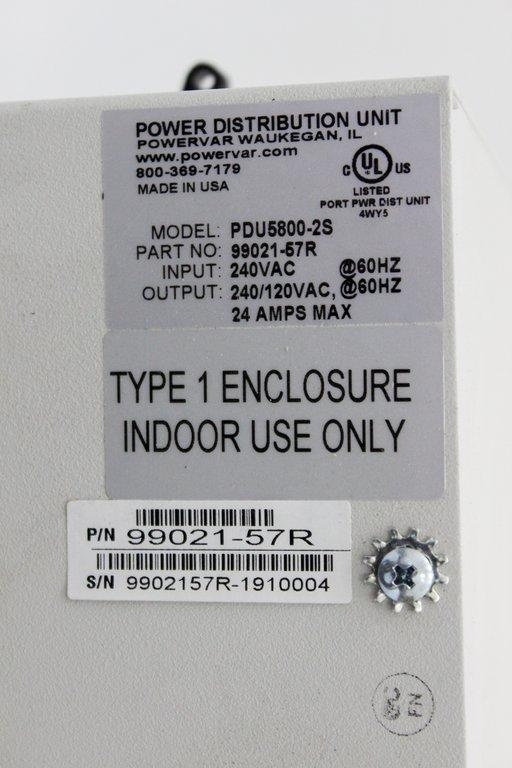 POWER DISTRIBUTION UNIT
POWERVAR WAUKEGAN, IL
www.powervar.com
800-369-7179
MADE IN USA
C UL US
LISTED
PORT PWR DIST UNIT
4WY5
MODEL: PDU5800-2S
PART NO: 99021-57R
INPUT: 240VAC @60HZ
OUTPUT: 240/120VAC, @60HZ
24 AMPS MAX
TYPE 1 ENCLOSURE
INDOOR USE ONLY
P/N 99021-57R
S/N 9902157R-1910004
FN